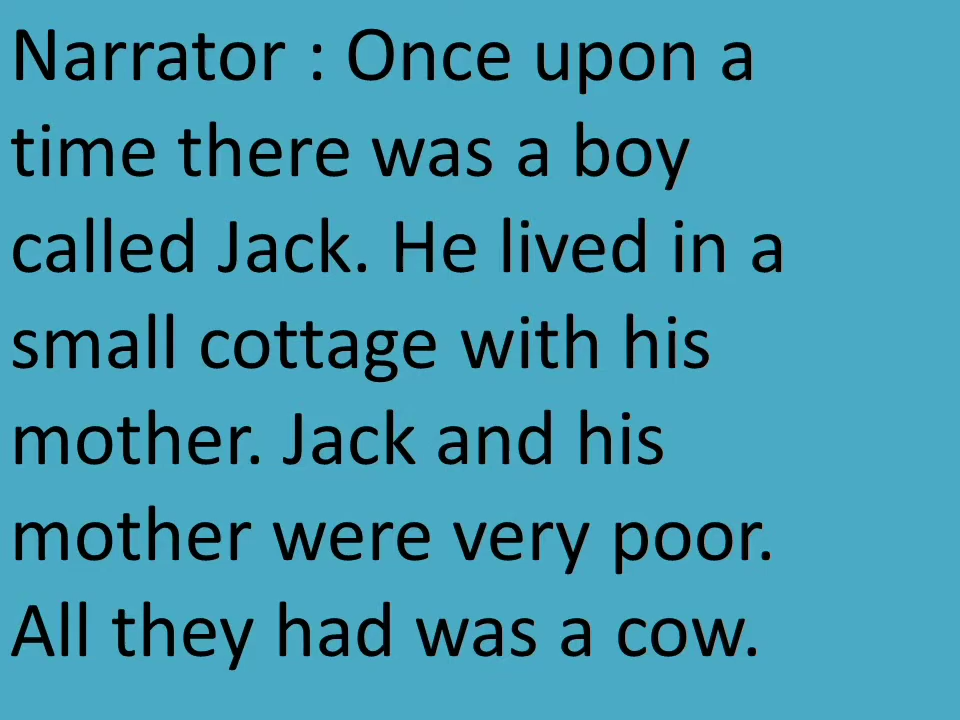 Narrator : Once upon a
time there was a boy
called Jack. He lived in a
small cottage with his
mother. Jack and his
mother were very poor.
All they had was a cow.